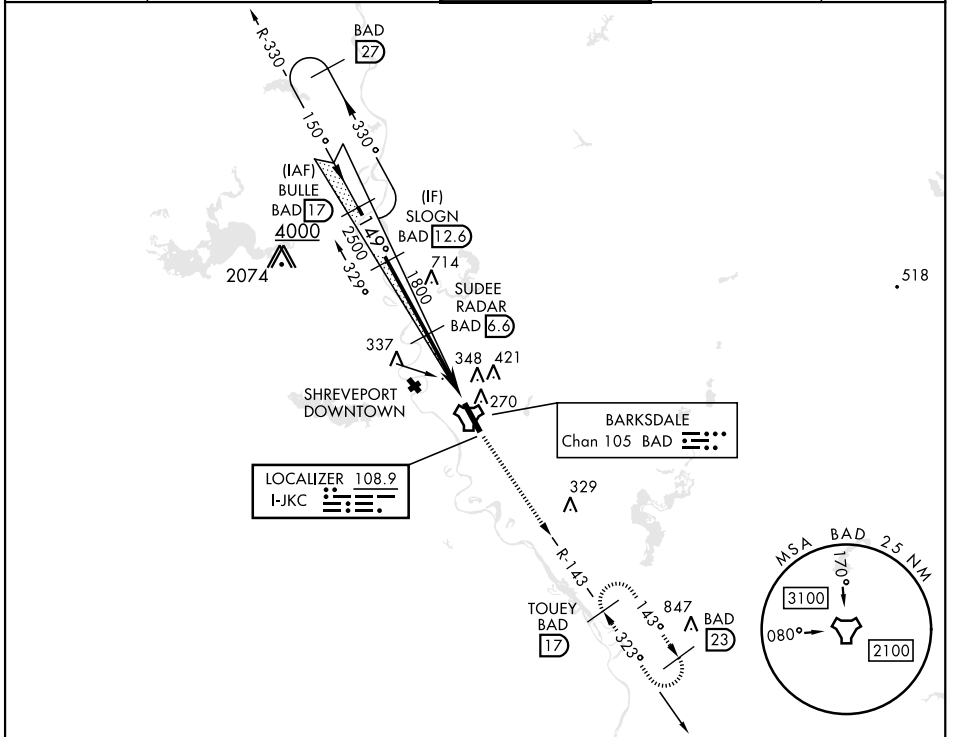 BAD
27
R-330
150°
330°
(IAF)
BULLE
BAD 17
4000
2074
149°
2500
329°
(IF)
SLOGN
BAD 12.6
714
1800
SUDEE
RADAR
BAD 6.6
518
337
348
421
270
SHREVEPORT
DOWNTOWN
BARKSDALE
Chan 105 BAD
LOCALIZER 108.9
I-JKC
329
R-143
TOUEY
BAD
17
143°
323°
847
BAD
23
MSA BAD 25 NM
170°
3100
080°
2100